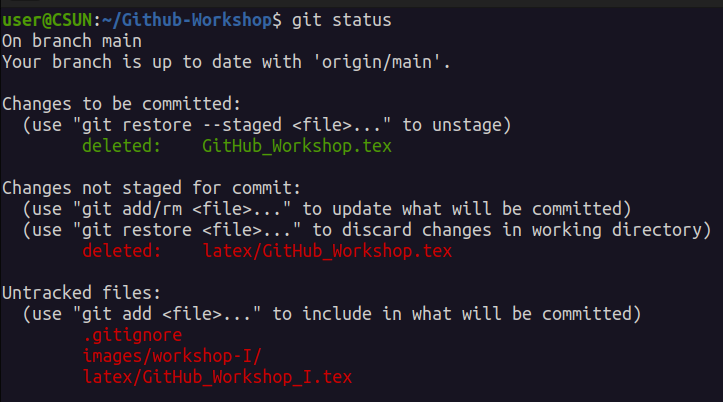 user@CSUN:~/Github-Workshop$ git status
On branch main
Your branch is up to date with 'origin/main'.

Changes to be committed:
  (use "git restore --staged <file>..." to unstage)
        deleted:    GitHub_Workshop.tex

Changes not staged for commit:
  (use "git add/rm <file>..." to update what will be committed)
  (use "git restore <file>..." to discard changes in working directory)
        deleted:    latex/GitHub_Workshop.tex

Untracked files:
  (use "git add <file>..." to include in what will be committed)
        .gitignore
        images/workshop-I/
        latex/GitHub_Workshop_I.tex